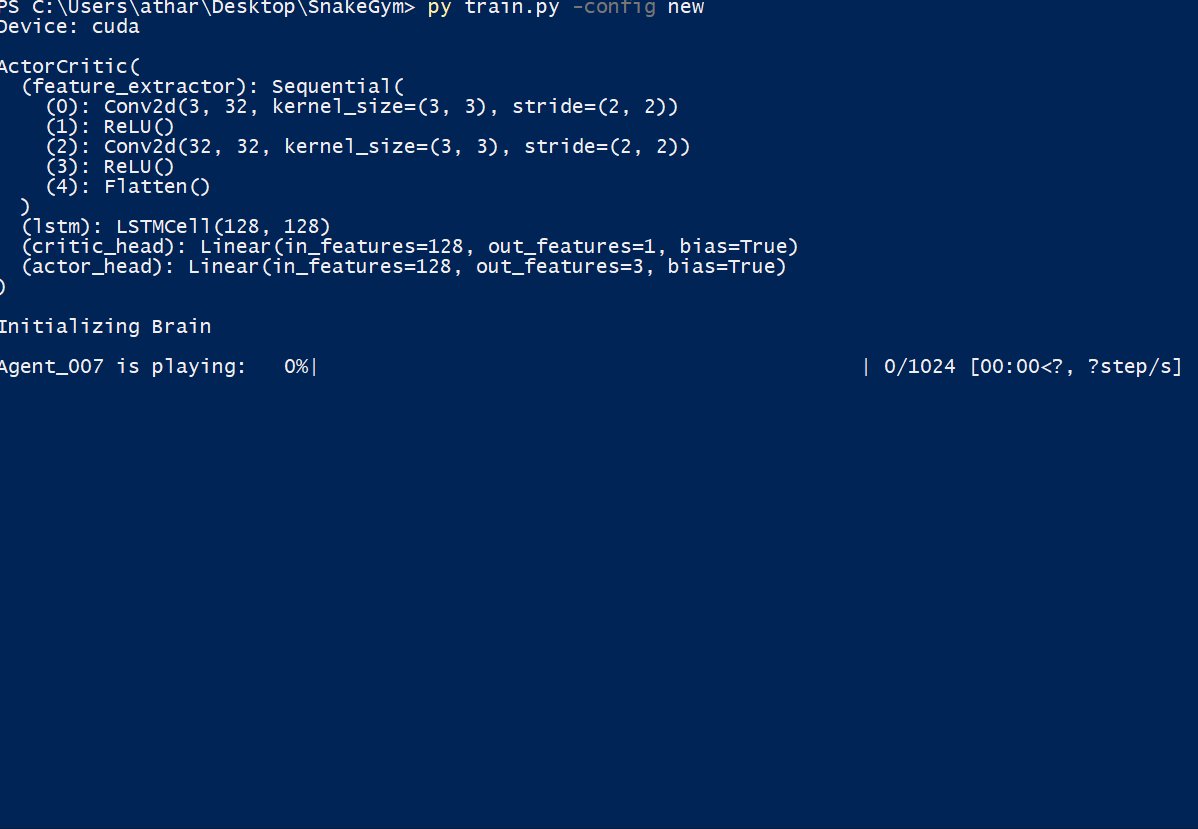 PS C:\Users\athar\Desktop\SnakeGym> py train.py -config new
Device: cuda
ActorCritic(
(feature_extractor): Sequential(
(0): Conv2d(3, 32, kernel_size=(3, 3), stride=(2, 2))
(1): ReLU()
(2): Conv2d(32, 32, kernel_size=(3, 3), stride=(2, 2))
(3): ReLU()
(4): Flatten()
)
(lstm): LSTMCell(128, 128)
(critic_head): Linear(in_features=128, out_features=1, bias=True)
(actor_head): Linear(in_features=128, out_features=3, bias=True)
)
Initializing Brain
Agent_007 is playing:   0%|                                              | 0/1024 [00:00<?, ?step/s]